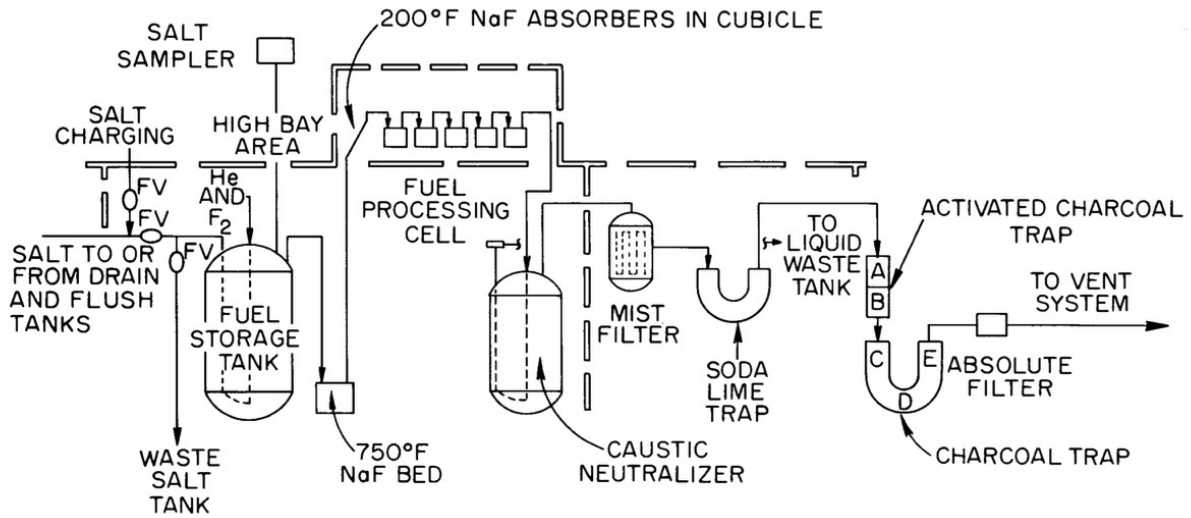 200°F NaF ABSORBERS IN CUBICLE
SALT
SAMPLER
SALT
CHARGING
HIGH BAY
AREA
FV
He
AND
F2
FV
FV
SALT TO OR
FROM DRAIN
AND FLUSH
TANKS
FUEL
STORAGE
TANK
WASTE
SALT
TANK
750°F
NaF BED
FUEL
PROCESSING
CELL
CAUSTIC
NEUTRALIZER
MIST
FILTER
SODA
LIME
TRAP
TO
LIQUID
WASTE
TANK
ACTIVATED CHARCOAL
TRAP
A
B
C
D
E
TO VENT
SYSTEM
ABSOLUTE
FILTER
CHARCOAL TRAP